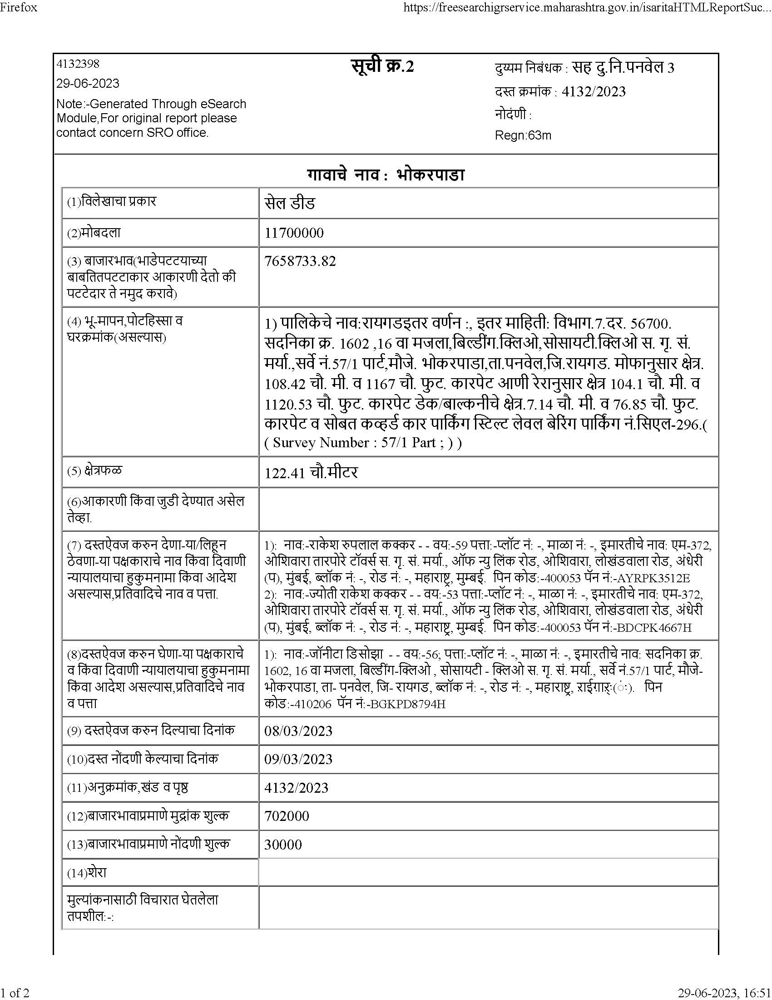 Firefox
https://freesearchigrservice.maharashtra.gov.in/isaritaHTMLReportSuc...
4132398
29-06-2023
Note:-Generated Through eSearch
Module,For original report please
contact concern SRO office.
सूची क्र.2
दुय्यम निबंधक : सह दु.नि.पनवेल 3
दस्त क्रमांक : 4132/2023
नोदंणी :
Regn:63m
गावाचे नाव : भोकरपाडा
(1)विलेखाचा प्रकार
सेल डीड
(2)मोबदला
11700000
(3) बाजारभाव(भाडेपटटयाच्या
बाबतितपटटाकार आकारणी देतो की
पटटेदार ते नमुद करावे)
7658733.82
(4) भू-मापन,पोटहिस्सा व
घरक्रमांक(असल्यास)
1) पालिकेचे नाव:रायगडइतर वर्णन :, इतर माहिती: विभाग.7.दर. 56700.
सदनिका क्र. 1602 ,16 वा मजला,बिल्डींग.क्लिओ,सोसायटी.क्लिओ स. गृ. सं.
मर्या.,सर्वे नं.57/1 पार्ट,मौजे. भोकरपाडा,ता.पनवेल,जि.रायगड. मोफानुसार क्षेत्र.
108.42 चौ. मी. व 1167 चौ. फुट. कारपेट आणी रेरानुसार क्षेत्र 104.1 चौ. मी. व
1120.53 चौ. फुट. कारपेट डेक/बाल्कनीचे क्षेत्र.7.14 चौ. मी. व 76.85 चौ. फुट.
कारपेट व सोबत कव्हर्ड कार पार्किंग स्टिल्ट लेवल बेरिंग पार्किंग नं.सिएल-296.(
( Survey Number : 57/1 Part ; ) )
(5) क्षेत्रफळ
122.41 चौ.मीटर
(6)आकारणी किंवा जुडी देण्यात असेल
तेव्हा.
(7) दस्तऐवज करुन देणा-या/लिहून
ठेवणा-या पक्षकाराचे नाव किंवा दिवाणी
न्यायालयाचा हुकुमनामा किंवा आदेश
असल्यास,प्रतिवादिचे नाव व पत्ता.
1): नाव:-राकेश रुपलाल कक्कर - - वय:-59 पत्ता:-प्लॉट नं: -, माळा नं: -, इमारतीचे नाव: एम-372,
ओशिवारा तारपोरे टॉवर्स स. गृ. सं. मर्या., ऑफ न्यु लिंक रोड, ओशिवारा, लोखंडवाला रोड, अंधेरी
(प), मुंबई, ब्लॉक नं: -, रोड नं: -, महाराष्ट्र, मुम्बई. पिन कोड:-400053 पॅन नं:-AYRPK3512E
2): नाव:-ज्योती राकेश कक्कर - - वय:-53 पत्ता:-प्लॉट नं: -, माळा नं: -, इमारतीचे नाव: एम-372,
ओशिवारा तारपोरे टॉवर्स स. गृ. सं. मर्या., ऑफ न्यु लिंक रोड, ओशिवारा, लोखंडवाला रोड, अंधेरी
(प), मुंबई, ब्लॉक नं: -, रोड नं: -, महाराष्ट्र, मुम्बई. पिन कोड:-400053 पॅन नं:-BDCPK4667H
(8)दस्तऐवज करुन घेणा-या पक्षकाराचे
व किंवा दिवाणी न्यायालयाचा हुकुमनामा
किंवा आदेश असल्यास,प्रतिवादिचे नाव
व पत्ता
1): नाव:-जॉनीटा डिसोझा - - वय:-56; पत्ता:-प्लॉट नं: -, माळा नं: -, इमारतीचे नाव: सदनिका क्र.
1602, 16 वा मजला, बिल्डींग-क्लिओ , सोसायटी - क्लिओ स. गृ. सं. मर्या., सर्वे नं.57/1 पार्ट, मौजे-
भोकरपाडा, ता- पनवेल, जि- रायगड, ब्लॉक नं: -, रोड नं: -, महाराष्ट्र, पिन
कोड:-410206 पॅन नं:-BGKPD8794H
(9) दस्तऐवज करुन दिल्याचा दिनांक
08/03/2023
(10)दस्त नोंदणी केल्याचा दिनांक
09/03/2023
(11)अनुक्रमांक,खंड व पृष्ठ
4132/2023
(12)बाजारभावाप्रमाणे मुद्रांक शुल्क
702000
(13)बाजारभावाप्रमाणे नोंदणी शुल्क
30000
(14)शेरा
मुल्यांकनासाठी विचारात घेतलेला
तपशील:-:
1 of 2
29-06-2023, 16:51